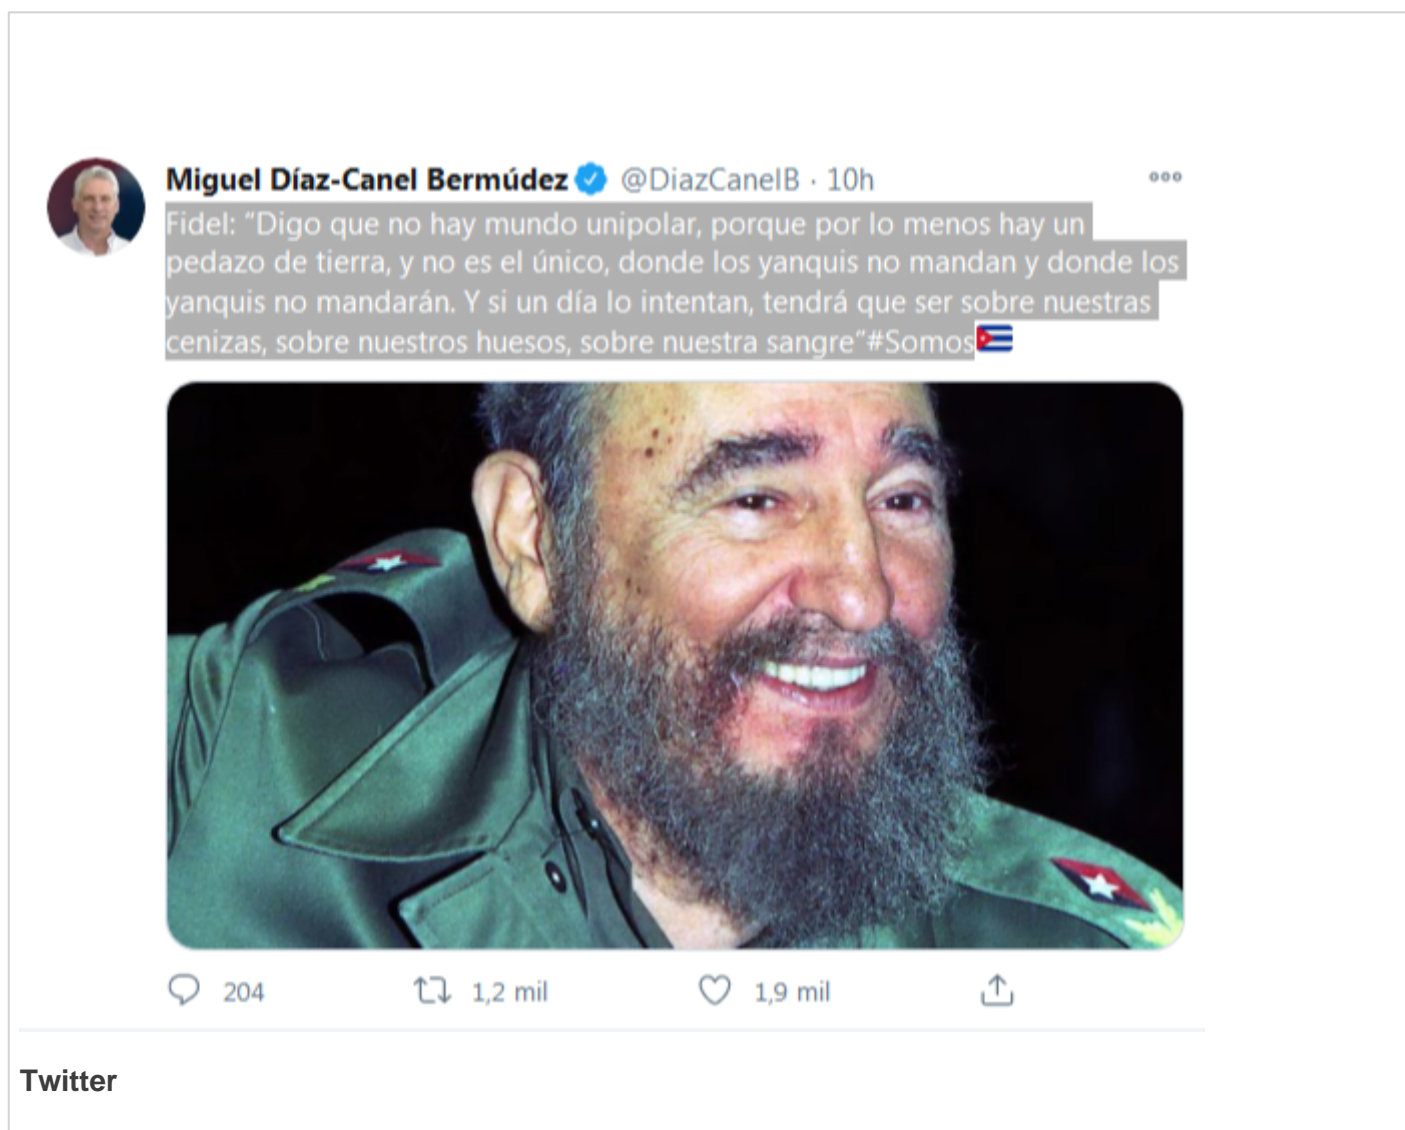 Miguel Díaz-Canel Bermúdez @DiazCanelB · 10h
Fidel: “Digo que no hay mundo unipolar, porque por lo menos hay un
pedazo de tierra, y no es el único, donde los yanquis no mandan y donde los
yanquis no mandarán. Y si un día lo intentan, tendrá que ser sobre nuestras
cenizas, sobre nuestros huesos, sobre nuestra sangre”#Somos🇨🇺
204 1,2 mil 1,9 mil
Twitter